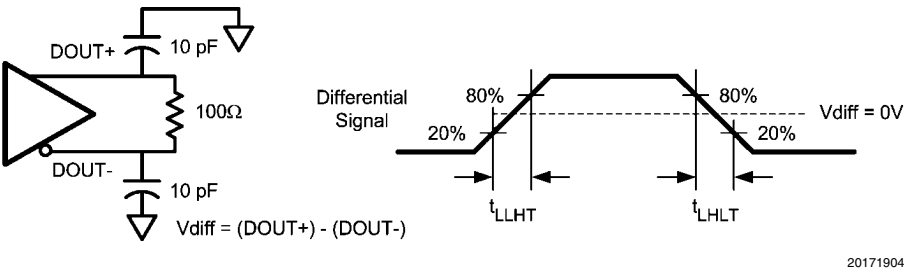 DOUT+
10 pF
100Ω
DOUT-
10 pF
Vdiff = (DOUT+) - (DOUT-)
Differential
Signal
80%
20%
80%
20%
Vdiff = 0V
tLLHT
tLHLT
20171904